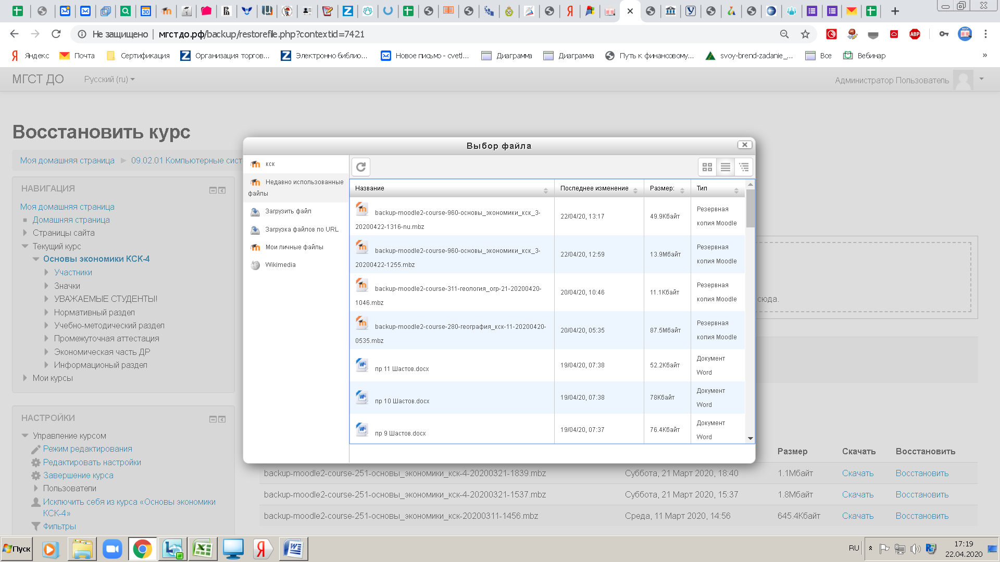 Не защищено | мгстдо.рф/backup/restorefile.php?contextid=7421
Яндекс
Почта
Сертификация
Организация торгов...
Электронно библио...
Новое письмо - cvetl...
Диаграмма
Диаграмма
Путь к финансовому...
svoy-brend-zadanie_...
Все
Вебинар
»
МГСТ ДО
Русский (ru)
Администратор Пользователь
Восстановить курс
Моя домашняя страница
09.02.01 Компьютерные сист
НАВИГАЦИЯ
Моя домашняя страница
Домашняя страница
Страницы сайта
Текущий курс
Основы экономики КСК-4
Участники
Значки
УВАЖАЕМЫЕ СТУДЕНТЫ!
Нормативный раздел
Учебно-методический раздел
Промежуточная аттестация
Экономическая часть ДР
Информационый раздел
Мои курсы
НАСТРОЙКИ
Управление курсом
Режим редактирования
Редактировать настройки
Завершение курса
Пользователи
Исключить себя из курса «Основы экономики
КСК-4»
Фильтры
Выбор файла
кск
Недавно использованные
файлы
Загрузить файл
Загрузка файлов по URL
Мои личные файлы
Wikimedia
Название Последнее изменение Размер: Тип
backup-moodle2-course-960-основы_экономики_кск_3-
20200422-1316-nu.mbz
22/04/20, 13:17
49.9Кбайт
Резервная
копия Moodle
backup-moodle2-course-960-основы_экономики_кск_3-
20200422-1255.mbz
22/04/20, 12:59
13.9Мбайт
Резервная
копия Moodle
backup-moodle2-course-311-геология_огр-21-20200420-
1046.mbz
20/04/20, 10:46
11.1Кбайт
Резервная
копия Moodle
backup-moodle2-course-280-география_кск-11-20200420-
0535.mbz
20/04/20, 05:35
87.5Мбайт
Резервная
копия Moodle
пр 11 Шастов.docx
19/04/20, 07:38
52.2Кбайт
Документ
Word
пр 10 Шастов.docx
19/04/20, 07:38
78Кбайт
Документ
Word
пр 9 Шастов.docx
19/04/20, 07:37
76.4Кбайт
Документ
Word
сюда.
Размер Скачать Восстановить
backup-moodle2-course-251-основы_экономики_кск-4-20200321-1839.mbz Суббота, 21 Март 2020, 18:40 1.1Мбайт Скачать Восстановить
backup-moodle2-course-251-основы_экономики_кск-4-20200321-1537.mbz Суббота, 21 Март 2020, 15:37 1.8Мбайт Скачать Восстановить
backup-moodle2-course-251-основы_экономики_кск-20200311-1456.mbz Среда, 11 Март 2020, 14:56 645.4Кбайт Скачать Восстановить
Пуск
RU
17:19
22.04.2020